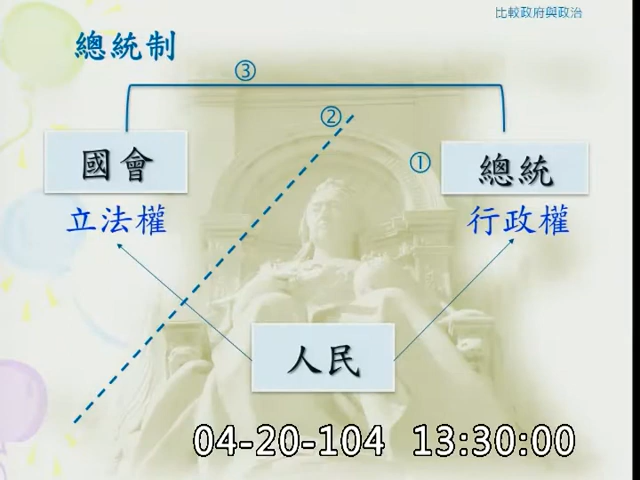 比較政府與政治
總統制
③
②
①
國會
總統
立法權
行政權
人民
04-20-104 13:30:00